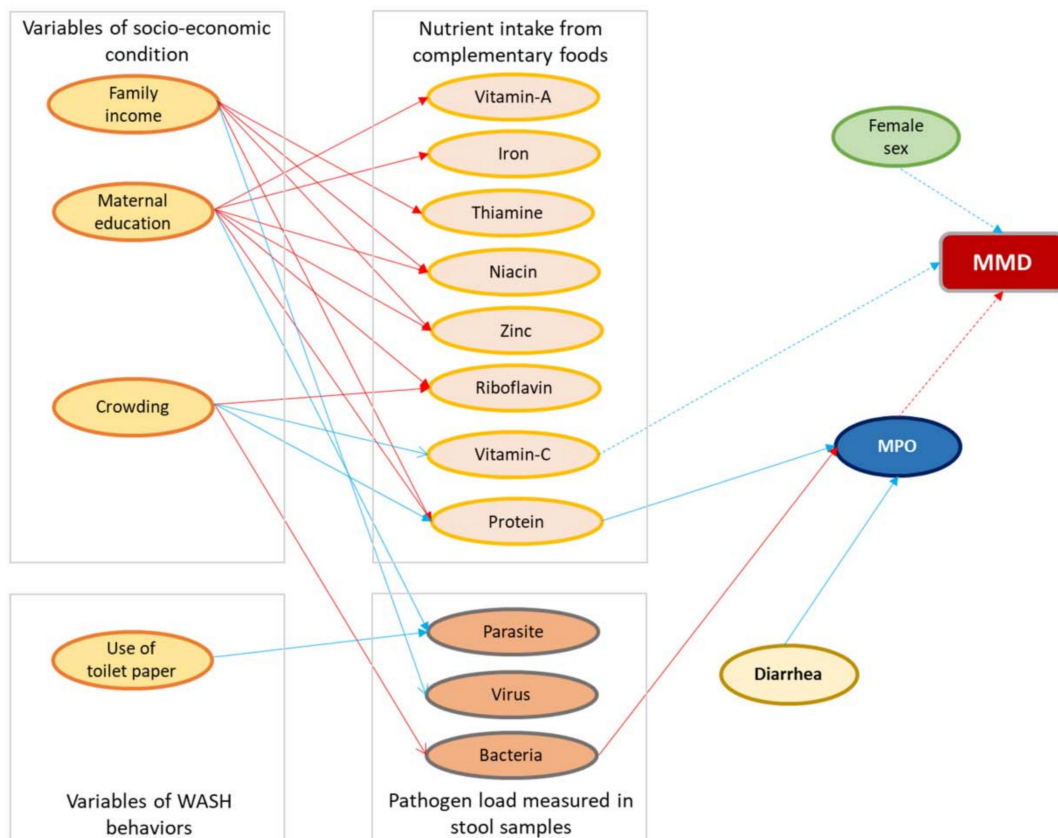 Variables of socio-economic
condition
Family
income
Maternal
education
Crowding
Nutrient intake from
complementary foods
Vitamin-A
Iron
Thiamine
Niacin
Zinc
Riboflavin
Vitamin-C
Protein
Female
sex
MMD
MPO
Diarrhea
Use of
toilet paper
Variables of WASH
behaviors
Parasite
Virus
Bacteria
Pathogen load measured in
stool samples